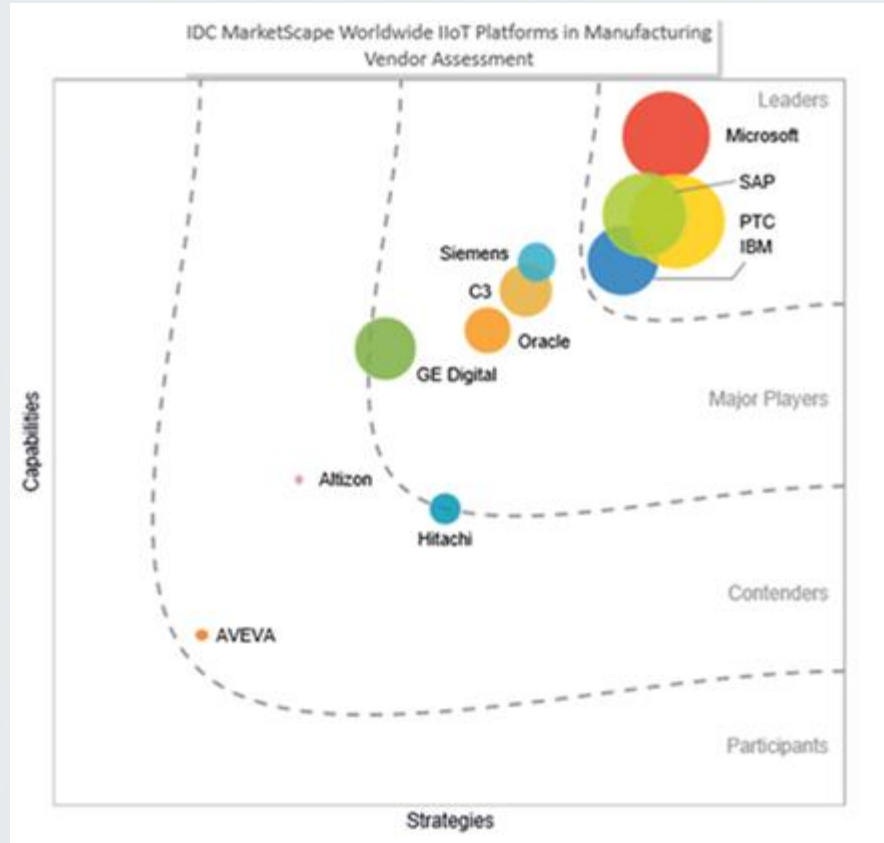 IDC MarketScape Worldwide IIoT Platforms in Manufacturing
Vendor Assessment
Leaders
Microsoft
SAP
PTC
IBM
Siemens
C3
Oracle
GE Digital
Major Players
Capabilities
Altizon
Hitachi
Contenders
AVEVA
Participants
Strategies